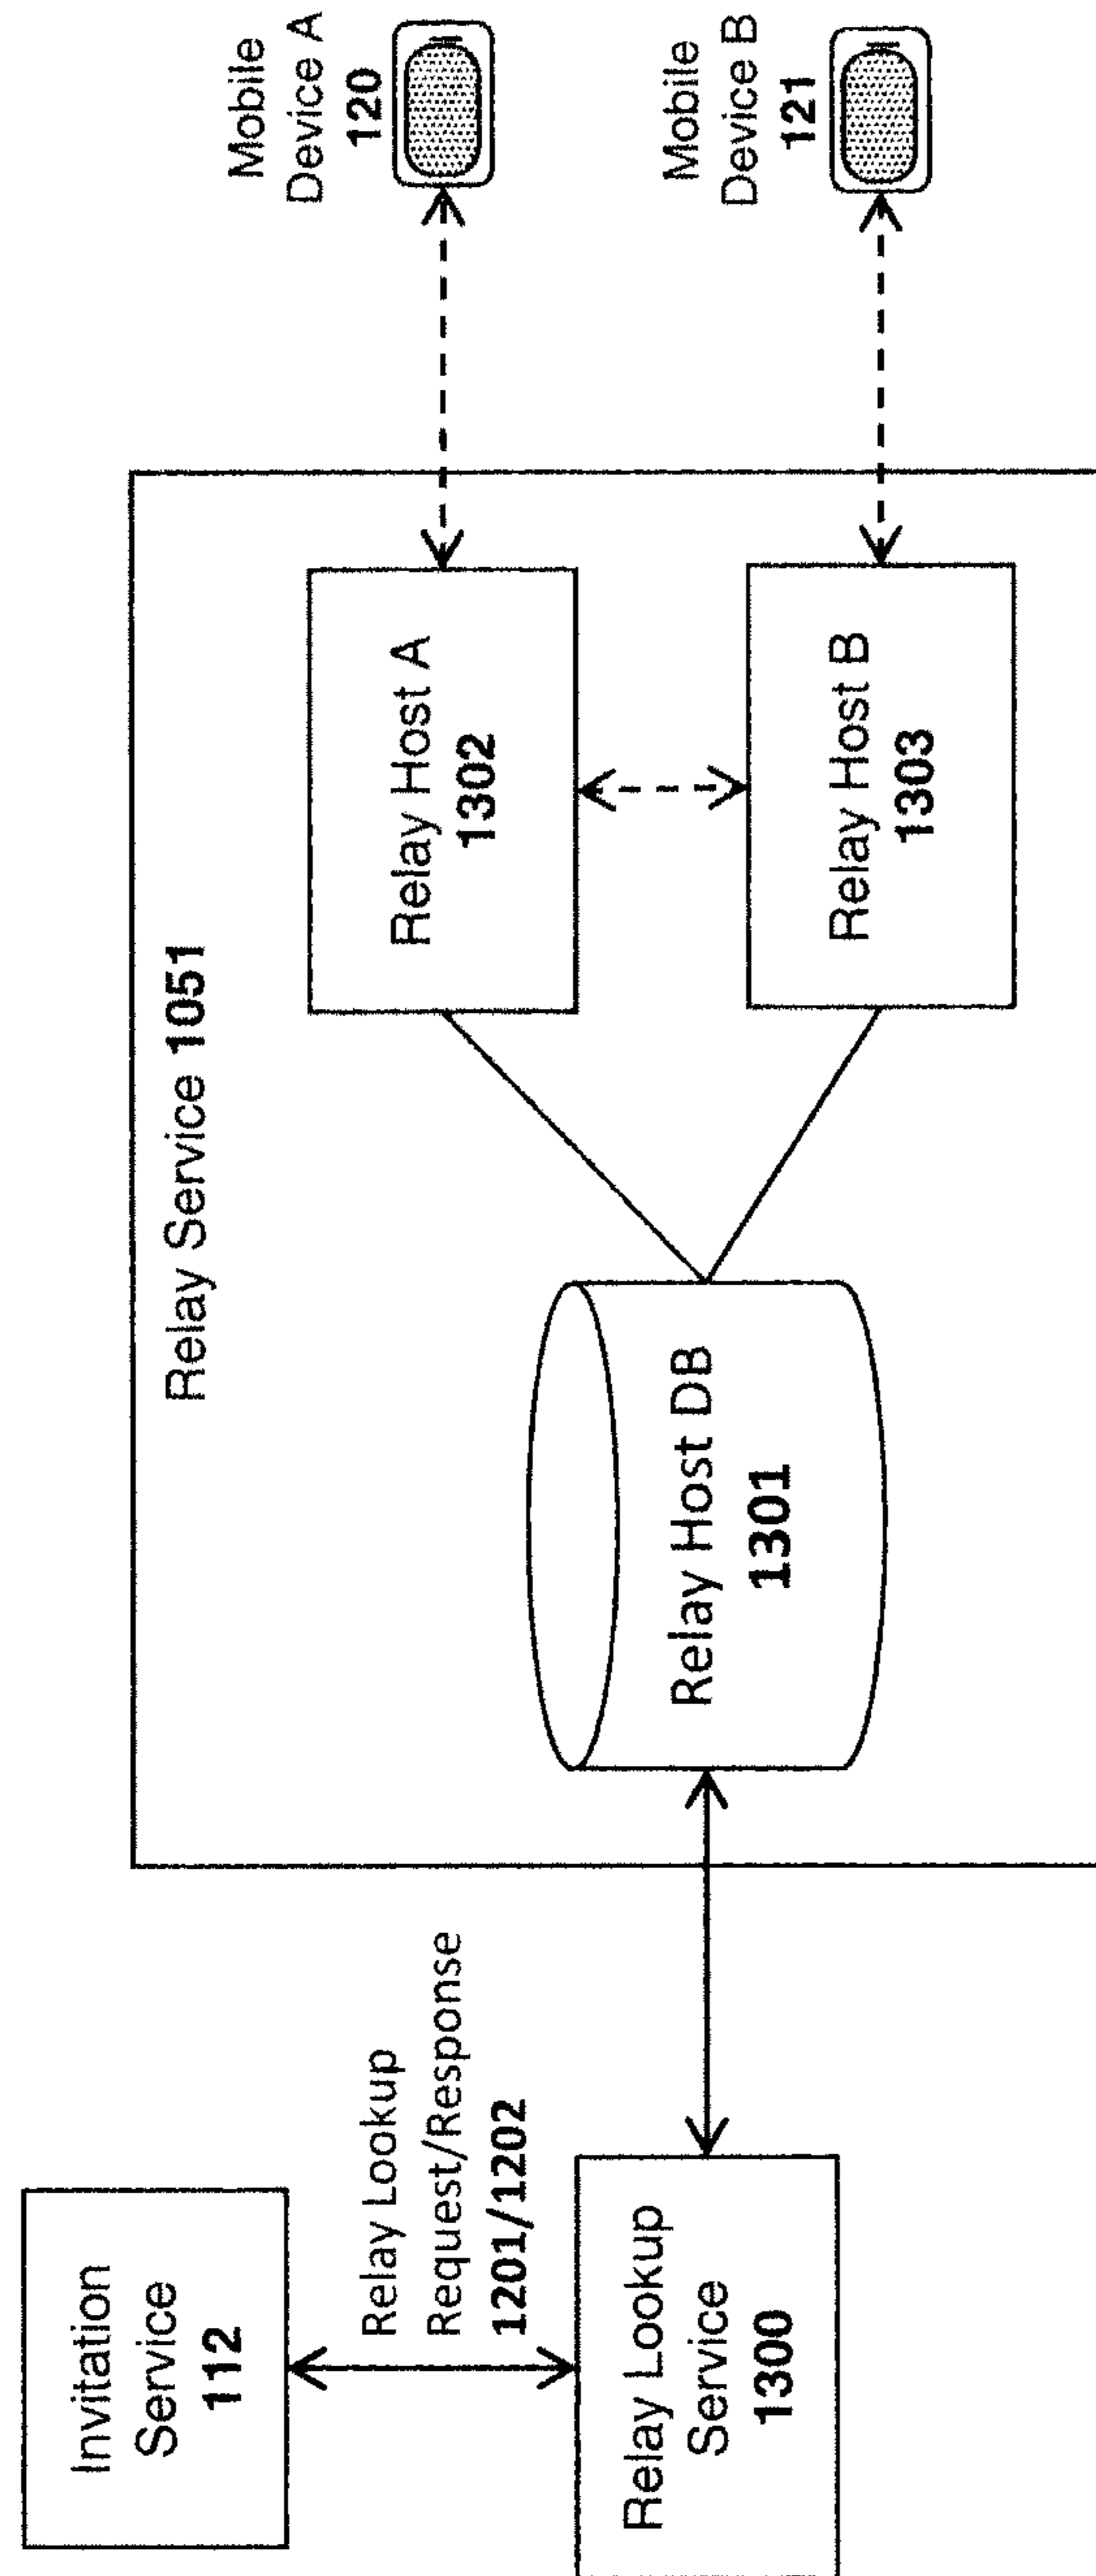 Invitation
Service
112
Relay Lookup
Request/Response
1201/1202
Relay Lookup
Service
1300
Relay Service 1051
Relay Host DB
1301
Relay Host A
1302
Relay Host B
1303
Mobile
Device A
120
Mobile
Device B
121